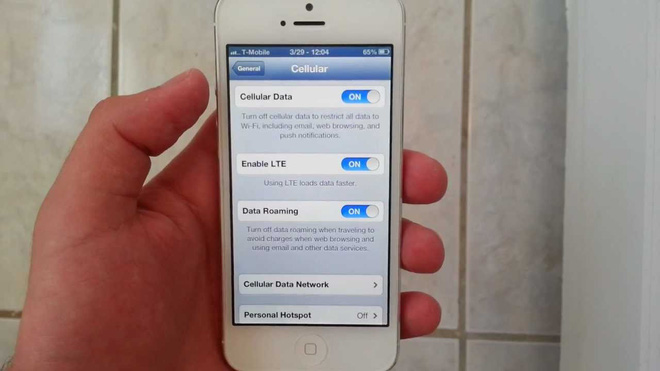 T-Mobile 3/29 - 12:04 65%
General Cellular
Cellular Data ON
Turn off cellular data to restrict all data to
Wi-Fi, including email, web browsing, and
push notifications.
Enable LTE ON
Using LTE loads data faster.
Data Roaming ON
Turn off data roaming when traveling to
avoid charges when web browsing and
using email and other data services.
Cellular Data Network
Personal Hotspot Off